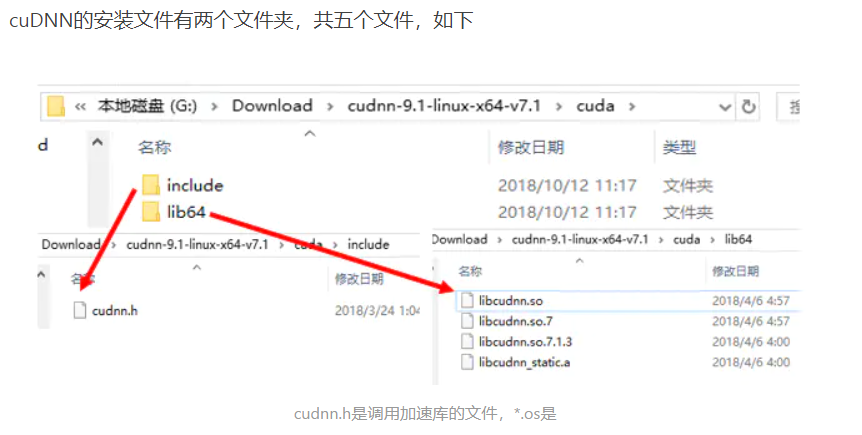 cuDNN的安装文件有两个文件夹，共五个文件，如下
« 本地磁盘 (G:) › Download › cudnn-9.1-linux-x64-v7.1 › cuda ›
d
名称 修改日期 类型
include 2018/10/12 11:17 文件夹
lib64 2018/10/12 11:17 文件夹
Download › cudnn-9.1-linux-x64-v7.1 › cuda › include
名称 修改日期
cudnn.h 2018/3/24 1:04
Download › cudnn-9.1-linux-x64-v7.1 › cuda › lib64
名称 修改日期
libcudnn.so 2018/4/6 4:57
libcudnn.so.7 2018/4/6 4:57
libcudnn.so.7.1.3 2018/4/6 4:00
libcudnn_static.a 2018/4/6 4:00
cudnn.h是调用加速库的文件，*.os是